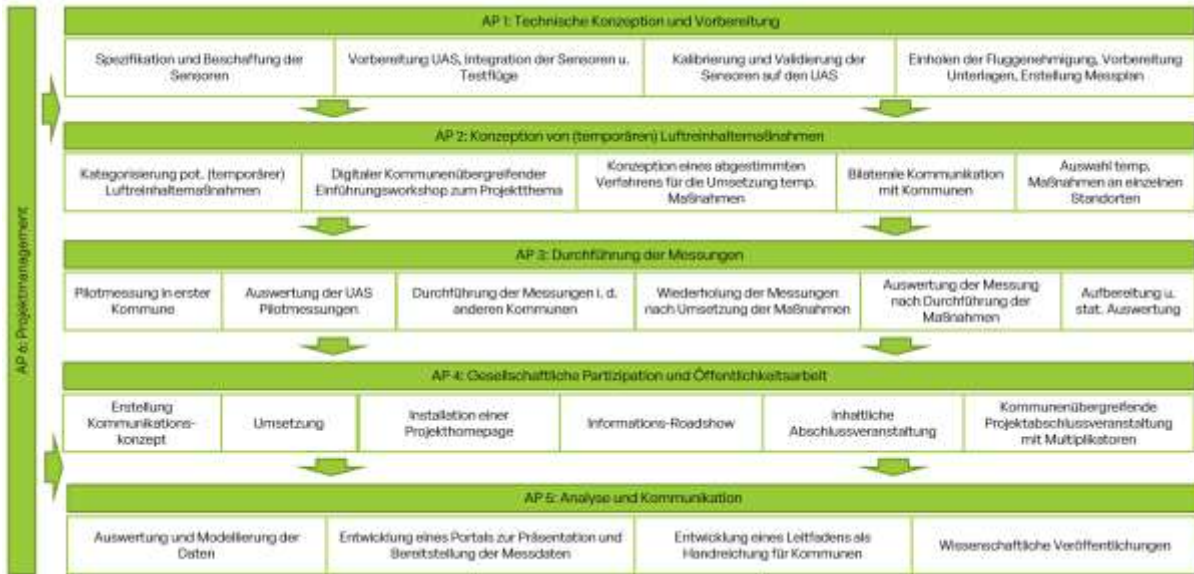 AP 6: Projektmanagement
AP 1: Technische Konzeption und Vorbereitung
Spezifikation und Beschaffung der
Sensoren
Vorbereitung UAS, Integration der Sensoren u.
Testflüge
Kalibrierung und Validierung der
Sensoren auf den UAS
Einholen der Fluggenehmigung, Vorbereitung
Unterlagen, Erstellung Messplan
AP 2: Konzeption von (temporären) Luftreinhaltemaßnahmen
Kategorisierung pot. (temporärer)
Luftreinhaltemaßnahmen
Digitaler Kommunenübergreifender
Einführungsworkshop zum Projektthema
Konzeption eines abgestimmten
Verfahrens für die Umsetzung temp.
Maßnahmen
Bilaterale Kommunikation
mit Kommunen
Auswahl temp.
Maßnahmen an einzelnen
Standorten
AP 3: Durchführung der Messungen
Pilotmessung in erster
Kommune
Auswertung der UAS
Pilotmessungen
Durchführung der Messungen i. d.
anderen Kommunen
Wiederholung der Messungen
nach Umsetzung der Maßnahmen
Auswertung der Messung
nach Durchführung der
Maßnahmen
Aufbereitung u.
stat. Auswertung
AP 4: Gesellschaftliche Partizipation und Öffentlichkeitsarbeit
Erstellung
Kommunikations-
konzept
Umsetzung
Installation einer
Projekthomepage
Informations-Roadshow
Inhaltliche
Abschlussveranstaltung
Kommunenübergreifende
Projektabschlussveranstaltung
mit Multiplikatoren
AP 5: Analyse und Kommunikation
Auswertung und Modellierung der
Daten
Entwicklung eines Portals zur Präsentation und
Bereitstellung der Messdaten
Entwicklung eines Leitfadens als
Handreichung für Kommunen
Wissenschaftliche Veröffentlichungen